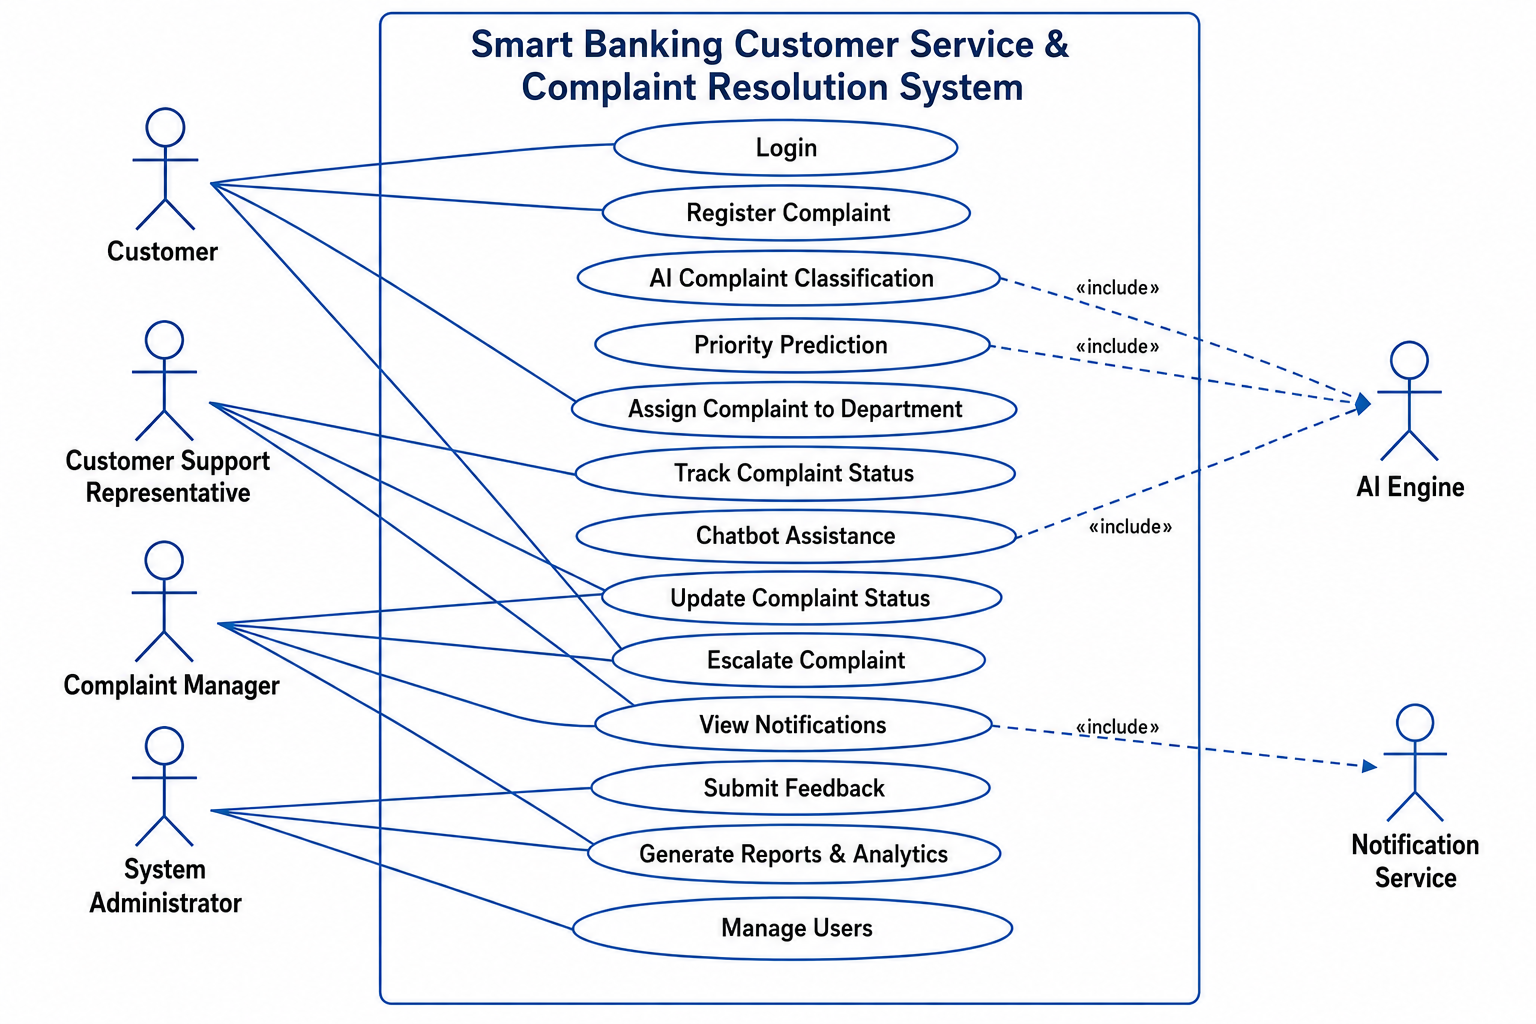 Smart Banking Customer Service &
Complaint Resolution System
Login
Register Complaint
Customer
AI Complaint Classification
«include»
Priority Prediction
«include»
Assign Complaint to Department
Customer Support
Representative
Track Complaint Status
AI Engine
Chatbot Assistance
«include»
Update Complaint Status
Escalate Complaint
Complaint Manager
View Notifications
«include»
Submit Feedback
Generate Reports & Analytics
Notification
Service
System
Administrator
Manage Users